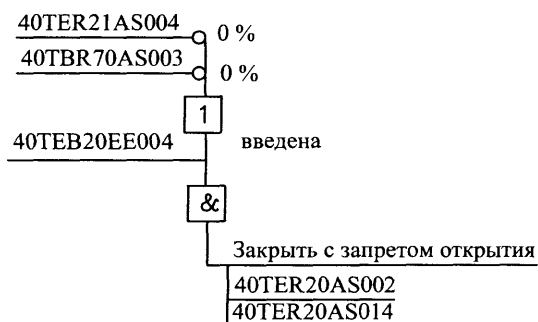 40TER21AS004 0 %
40TBR70AS003 0 %
1
40TEB20EE004 введена
&
Закрыть с запретом открытия
40TER20AS002
40TER20AS014